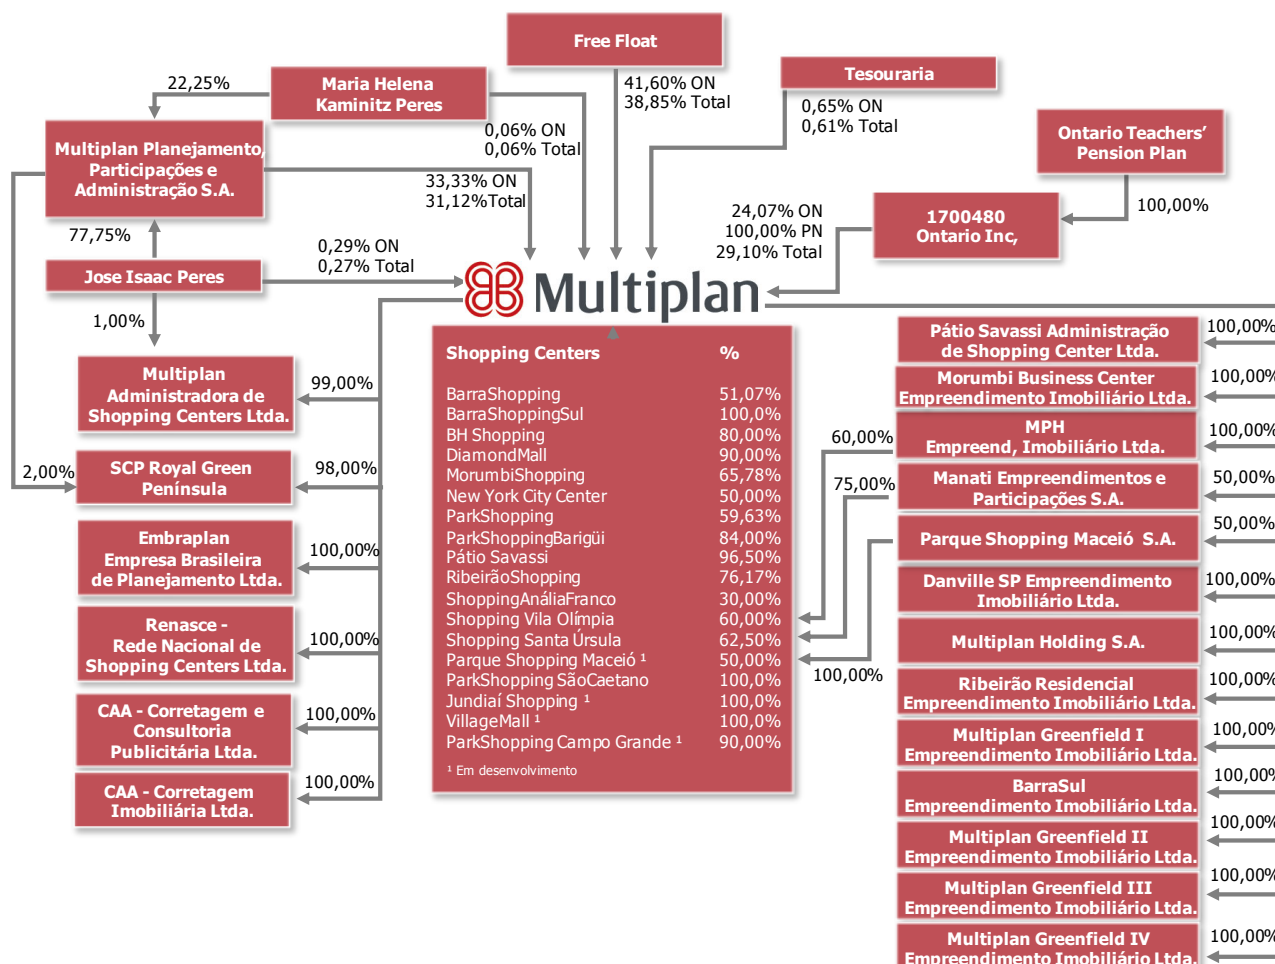 Free Float
41,60% ON
38,85% Total
Tesouraria
0,65% ON
0,61% Total
22,25%
Maria Helena
Kaminitz Peres
0,06% ON
0,06% Total
Ontario Teachers’
Pension Plan
100,00%
Multiplan Planejamento,
Participações e
Administração S.A.
33,33% ON
31,12%Total
1700480
Ontario Inc,
24,07% ON
100,00% PN
29,10% Total
77,75%
Jose Isaac Peres
0,29% ON
0,27% Total
1,00%
Multiplan
Multiplan
Administradora de
Shopping Centers Ltda.
99,00%
2,00%
SCP Royal Green
Península
98,00%
Embraplan
Empresa Brasileira
de Planejamento Ltda.
100,00%
Renasce -
Rede Nacional de
Shopping Centers Ltda.
100,00%
CAA - Corretagem e
Consultoria
Publicitária Ltda.
100,00%
CAA - Corretagem
Imobiliária Ltda.
100,00%
Shopping Centers %
BarraShopping 51,07%
BarraShoppingSul 100,0%
BH Shopping 80,00%
DiamondMall 90,00%
MorumbiShopping 65,78%
New York City Center 50,00%
ParkShopping 59,63%
ParkShoppingBarigüi 84,00%
Pátio Savassi 96,50%
RibeirãoShopping 76,17%
ShoppingAnáliaFranco 30,00%
Shopping Vila Olímpia 60,00%
Shopping Santa Úrsula 62,50%
Parque Shopping Maceió ¹ 50,00%
ParkShopping SãoCaetano 100,0%
Jundiaí Shopping ¹ 100,0%
VillageMall ¹ 100,0%
ParkShopping Campo Grande ¹ 90,00%
¹ Em desenvolvimento
60,00%
75,00%
100,00%
Pátio Savassi Administração
de Shopping Center Ltda.
100,00%
Morumbi Business Center
Empreendimento Imobiliário Ltda.
100,00%
MPH
Empreend, Imobiliário Ltda.
100,00%
Manati Empreendimentos e
Participações S.A.
50,00%
Parque Shopping Maceió S.A.
50,00%
Danville SP Empreendimento
Imobiliário Ltda.
100,00%
Multiplan Holding S.A.
100,00%
Ribeirão Residencial
Empreendimento Imobiliário Ltda.
100,00%
Multiplan Greenfield I
Empreendimento Imobiliário Ltda.
100,00%
BarraSul
Empreendimento Imobiliário Ltda.
100,00%
Multiplan Greenfield II
Empreendimento Imobiliário Ltda.
100,00%
Multiplan Greenfield III
Empreendimento Imobiliário Ltda.
100,00%
Multiplan Greenfield IV
Empreendimento Imobiliário Ltda.
100,00%